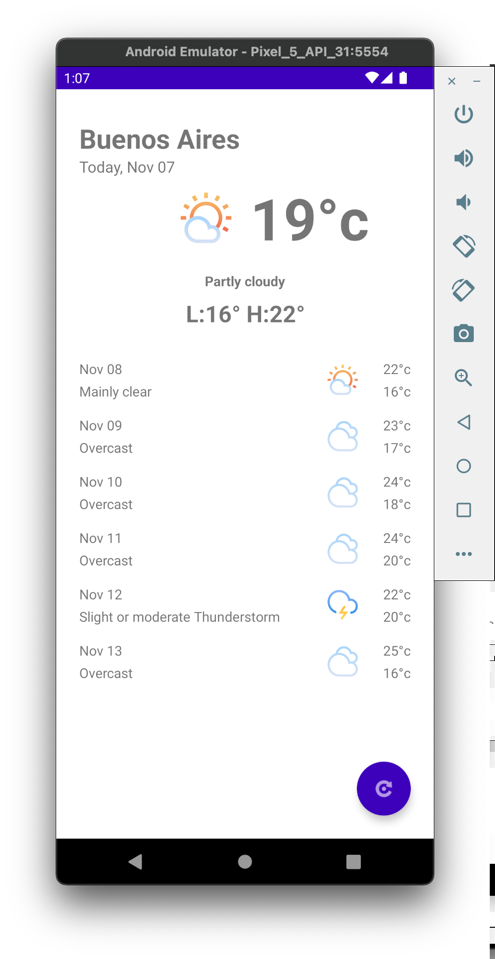 Android Emulator - Pixel_5_API_31:5554
1:07
Buenos Aires
Today, Nov 07
19°c
Partly cloudy
L:16° H:22°
Nov 08
22°c
Mainly clear
16°c
Nov 09
23°c
Overcast
17°c
Nov 10
24°c
Overcast
18°c
Nov 11
24°c
Overcast
20°c
Nov 12
22°c
Slight or moderate Thunderstorm
20°c
Nov 13
25°c
Overcast
16°c